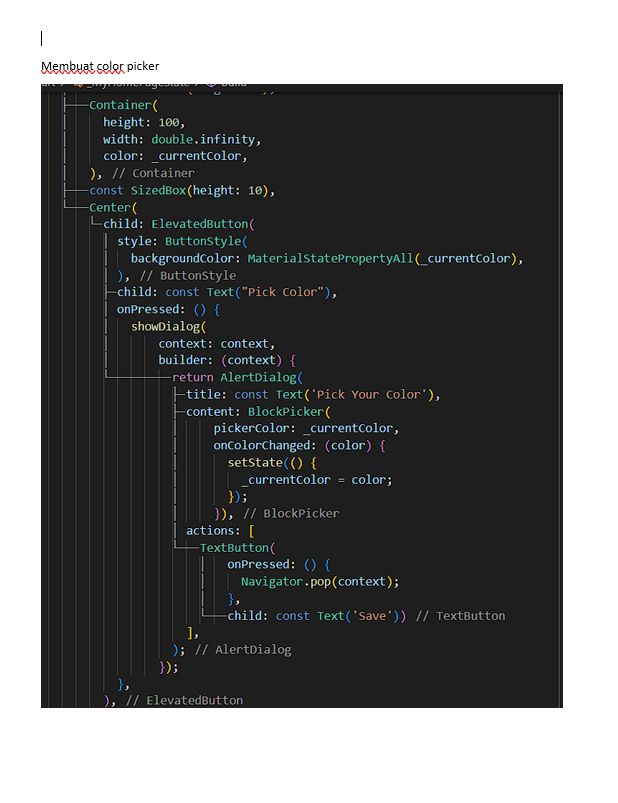 Membuat color picker
Container(
height: 100,
width: double.infinity,
color: _currentColor,
), // Container
const SizedBox(height: 10),
Center(
child: ElevatedButton(
style: ButtonStyle(
backgroundColor: MaterialStatePropertyAll(_currentColor),
), // ButtonStyle
child: const Text("Pick Color"),
onPressed: () {
showDialog(
context: context,
builder: (context) {
return AlertDialog(
title: const Text('Pick Your Color'),
content: BlockPicker(
pickerColor: _currentColor,
onColorChanged: (color) {
setState(() {
_currentColor = color;
});
}), // BlockPicker
actions: [
TextButton(
onPressed: () {
Navigator.pop(context);
},
child: const Text('Save')) // TextButton
],
); // AlertDialog
});
},
), // ElevatedButton